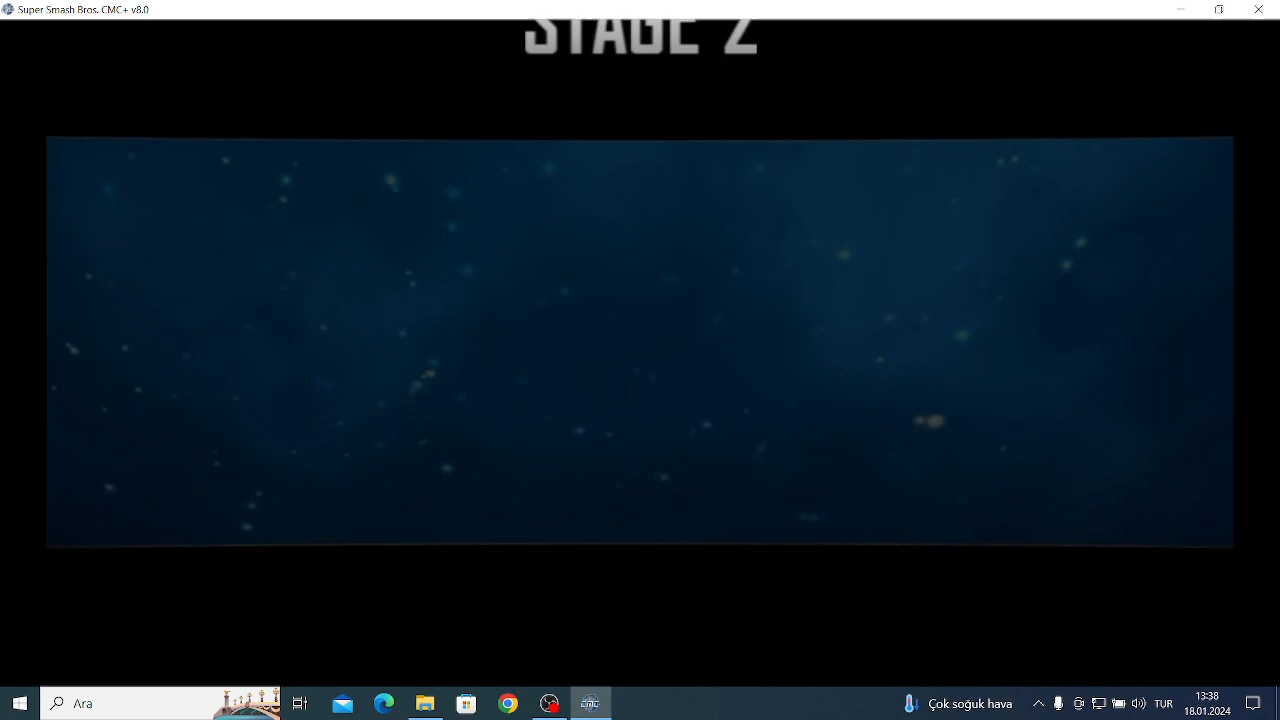 Super Smash Bros. CMC+ v8.0
STAGE 2
Ara
Çok soğuk hava
TUR
13:38
18.01.2024